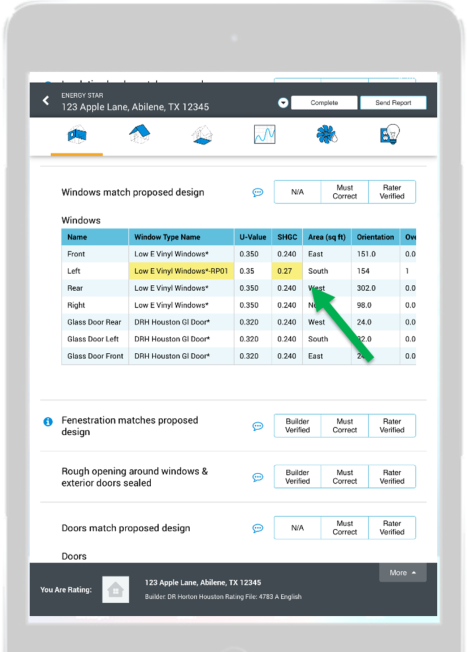 ENERGY STAR
123 Apple Lane, Abilene, TX 12345
Complete
Send Report
Windows match proposed design
N/A
Must Correct
Rater Verified
Windows
Name Window Type Name U-Value SHGC Area (sq ft) Orientation Ove
Front Low E Vinyl Windows* 0.350 0.240 East 151.0 0.0
Left Low E Vinyl Windows*-RP01 0.35 0.27 South 154 1
Rear Low E Vinyl Windows* 0.350 0.240 West 302.0 0.0
Right Low E Vinyl Windows* 0.350 0.240 98.0 0.0
Glass Door Rear DRH Houston Gl Door* 0.320 0.240 West 24.0 0.0
Glass Door Left DRH Houston Gl Door* 0.320 0.240 South 0.0
Glass Door Front DRH Houston Gl Door* 0.320 0.240 East 0.0
Fenestration matches proposed
design
Builder Verified
Must Correct
Rater Verified
Rough opening around windows &
exterior doors sealed
Builder Verified
Must Correct
Rater Verified
Doors match proposed design
N/A
Must Correct
Rater Verified
Doors
More
You Are Rating:
123 Apple Lane, Abilene, TX 12345
Builder: DR Horton Houston Rating File: 4783 A English